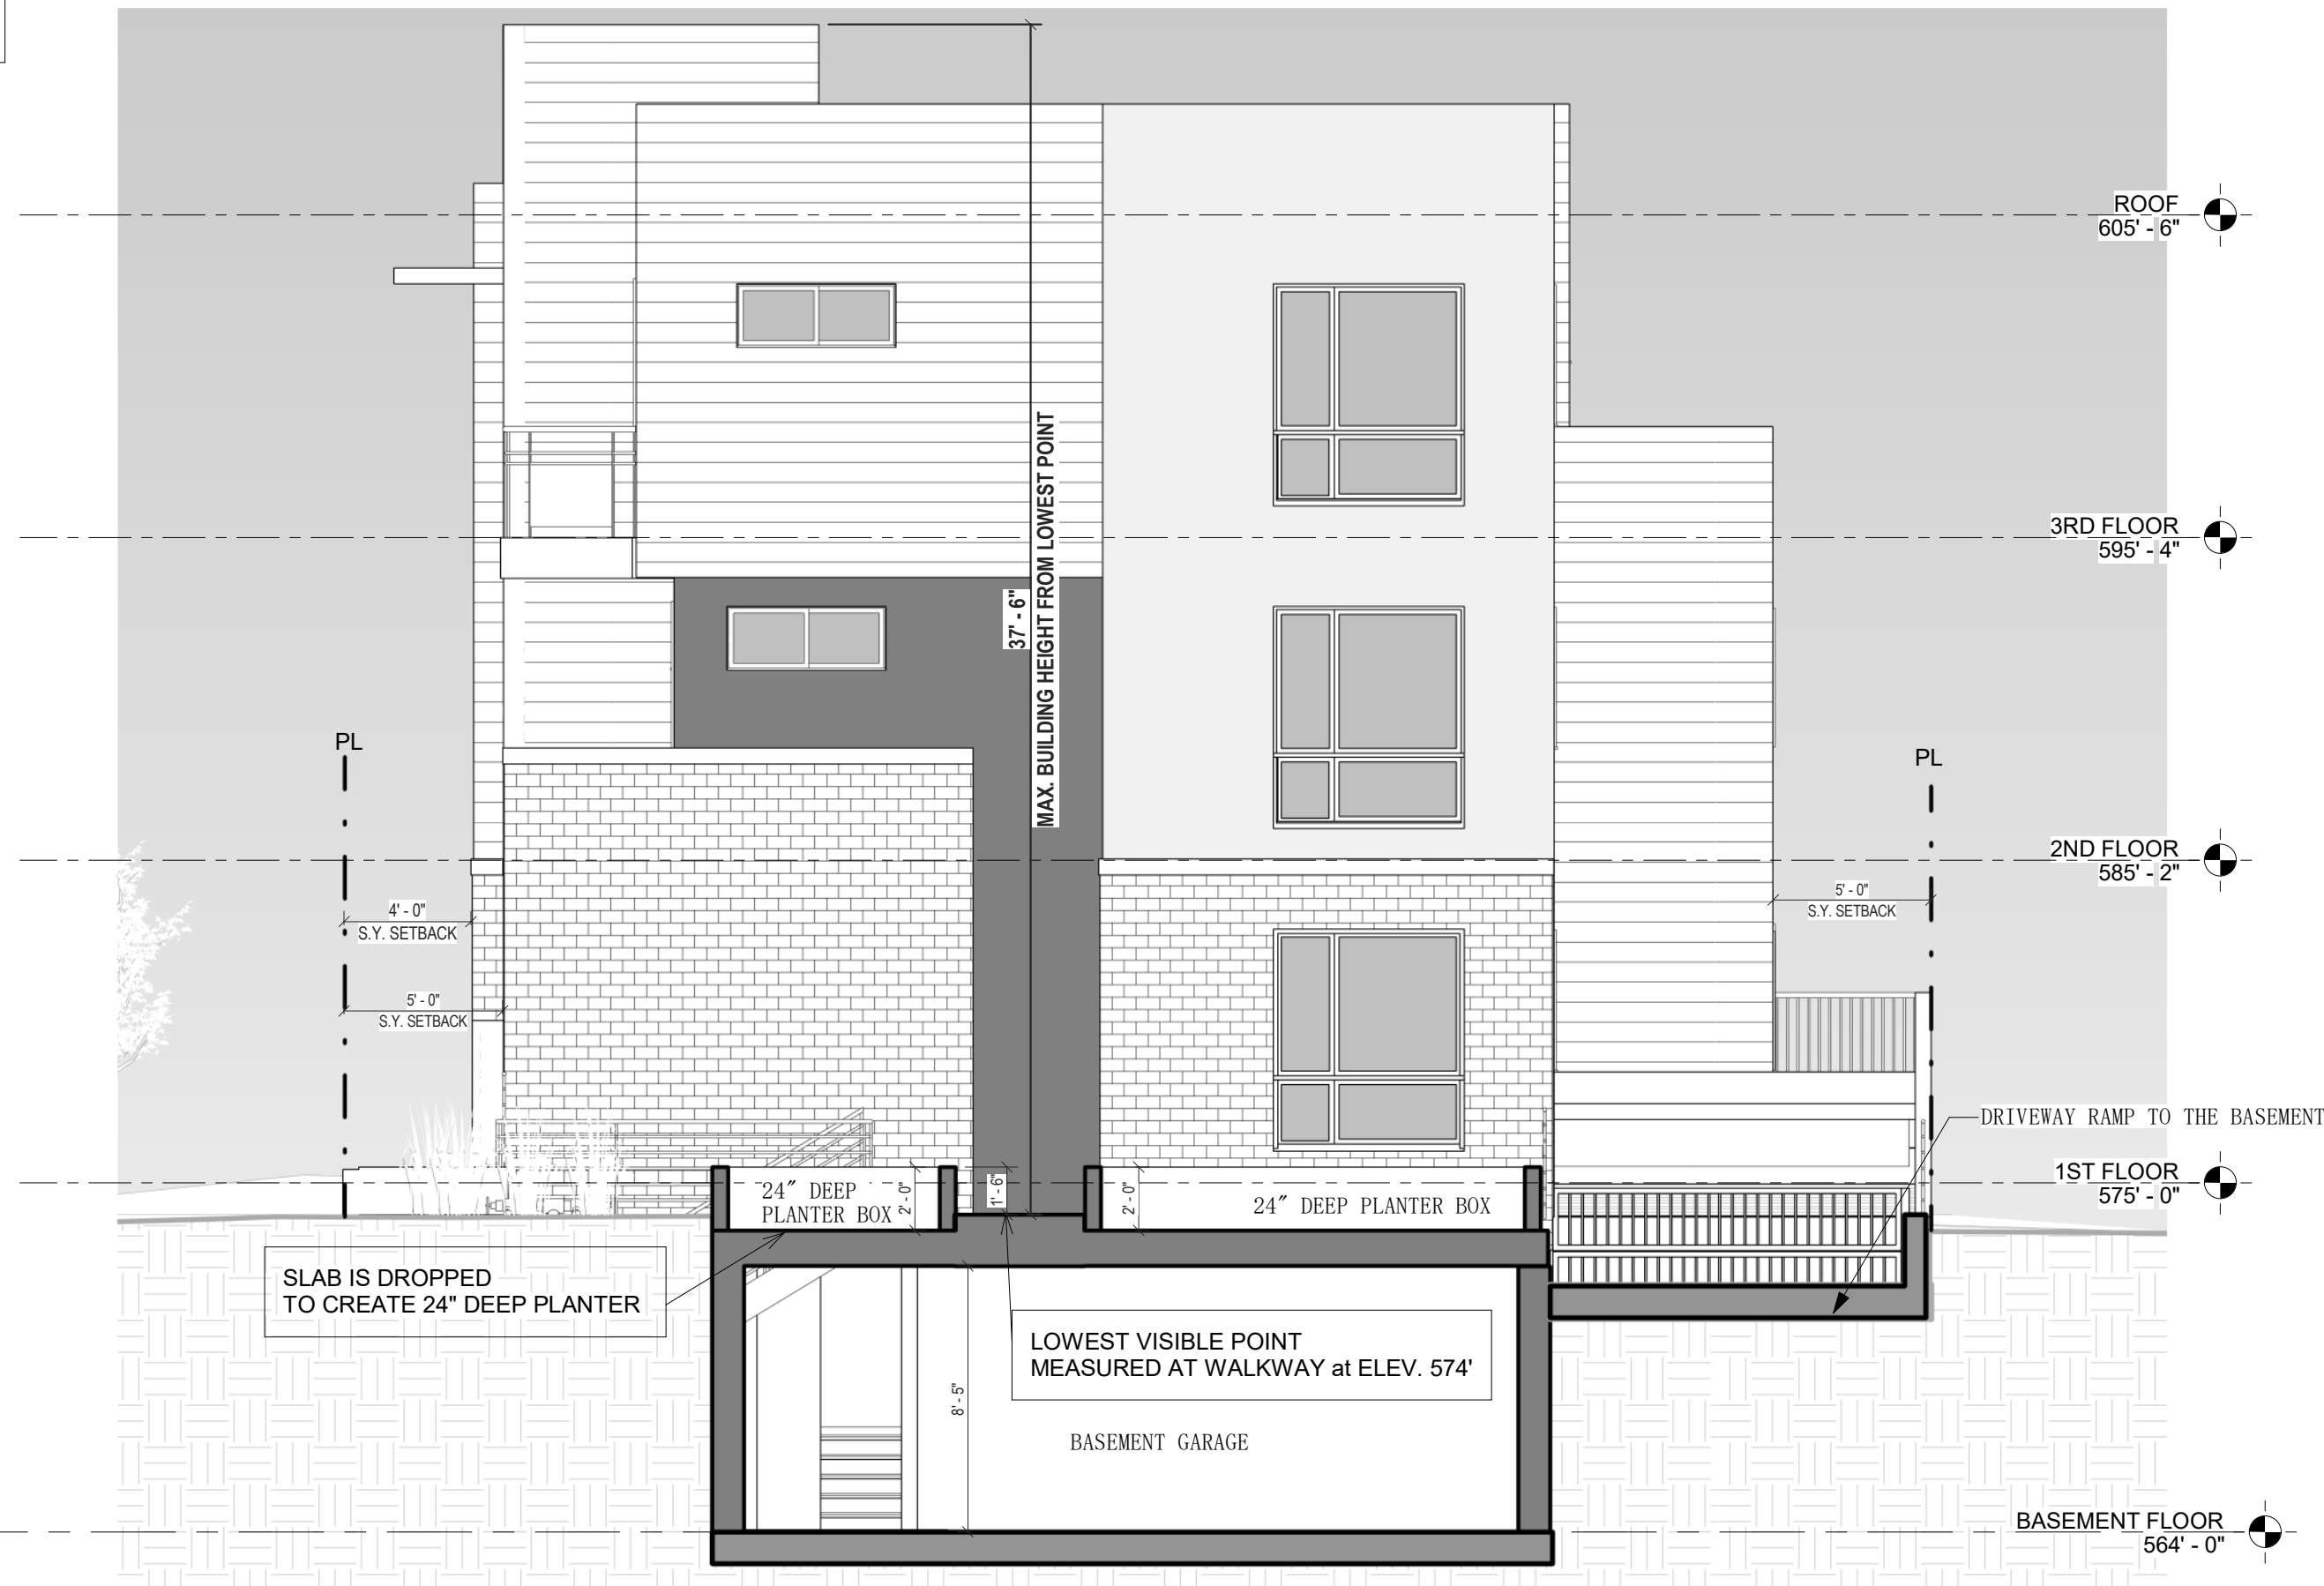 ROOF
605' - 6"
3RD FLOOR
595' - 4"
37' - 6"
MAX. BUILDING HEIGHT FROM LOWEST POINT
PL
PL
2ND FLOOR
585' - 2"
5' - 0"
S.Y. SETBACK
4' - 0"
S.Y. SETBACK
5' - 0"
S.Y. SETBACK
DRIVEWAY RAMP TO THE BASEMENT
1ST FLOOR
575' - 0"
24" DEEP
PLANTER BOX
2' - 0"
1' - 6"
2' - 0"
24" DEEP PLANTER BOX
SLAB IS DROPPED
TO CREATE 24" DEEP PLANTER
LOWEST VISIBLE POINT
MEASURED AT WALKWAY at ELEV. 574'
8' - 5"
BASEMENT GARAGE
BASEMENT FLOOR
564' - 0"